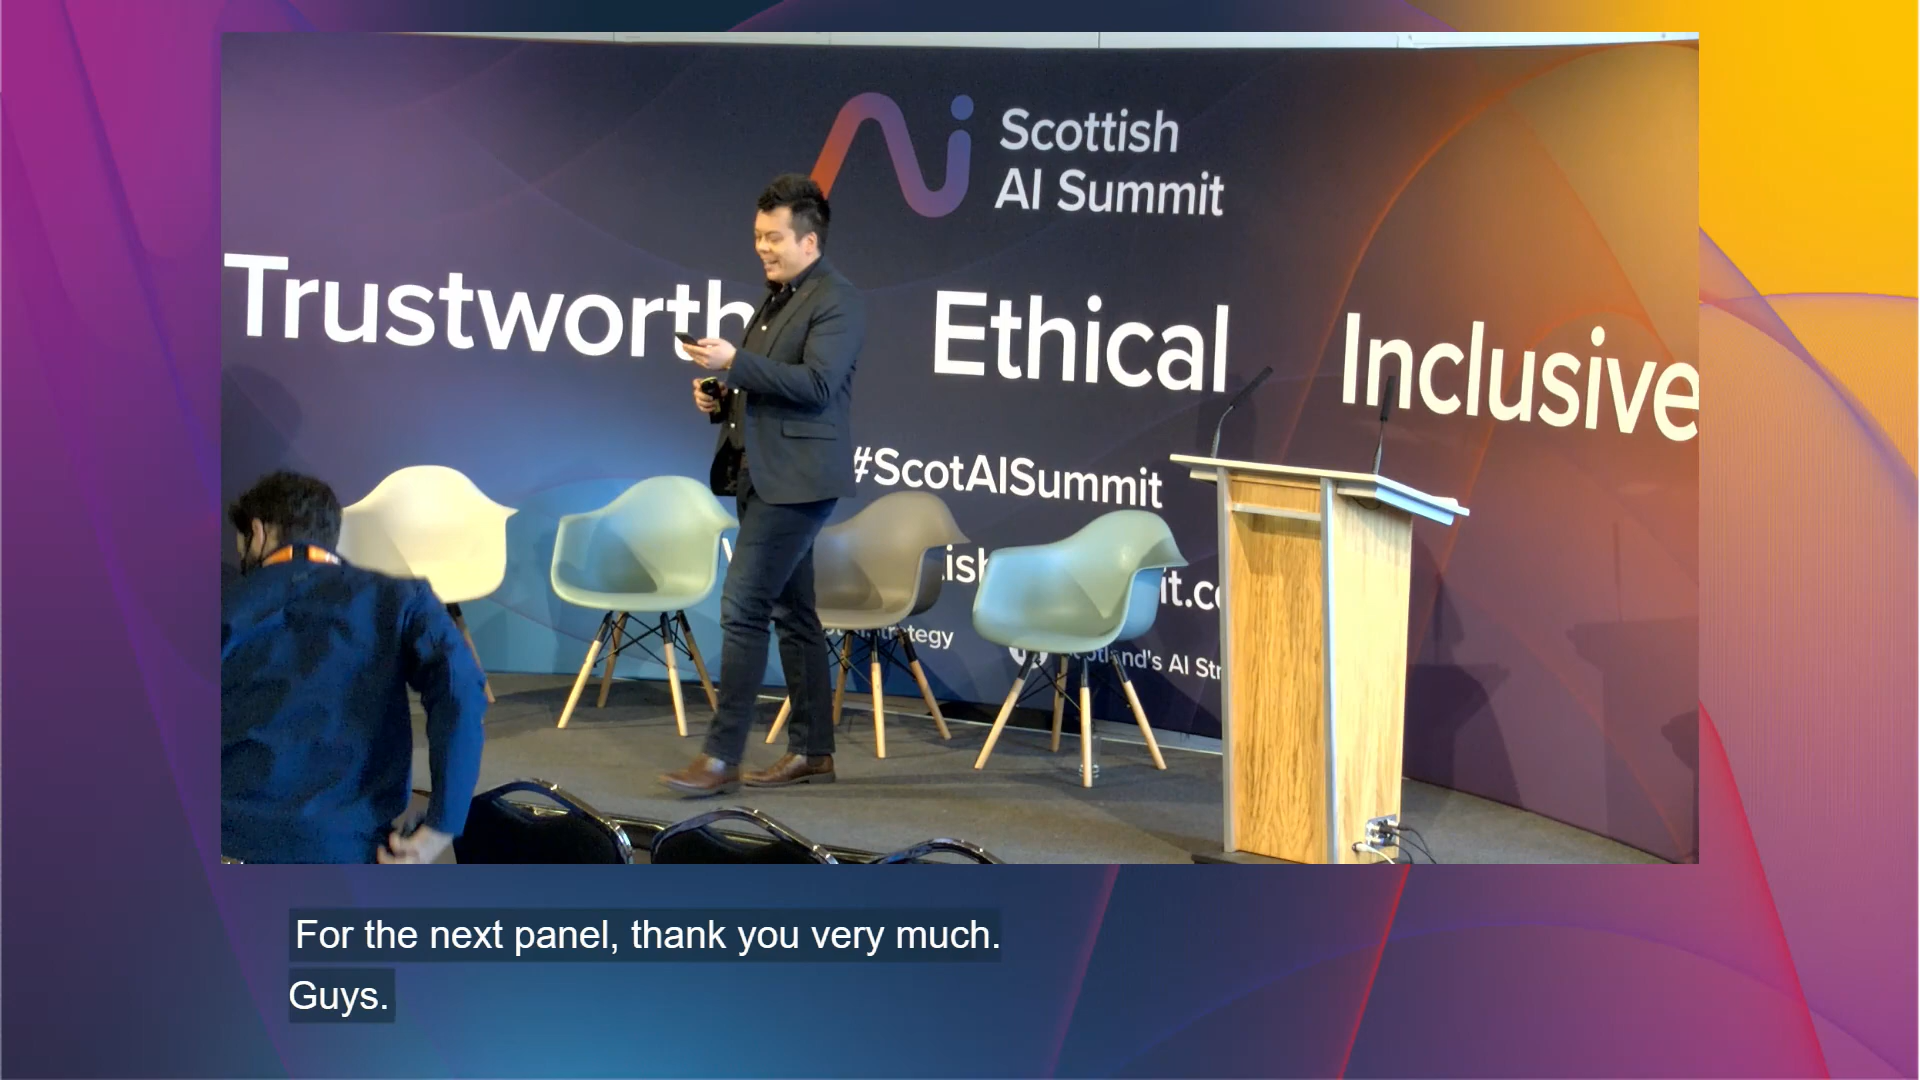 Scottish
AI Summit
Trustworth
Ethical
Inclusive
#ScotAISummit
For the next panel, thank you very much.
Guys.